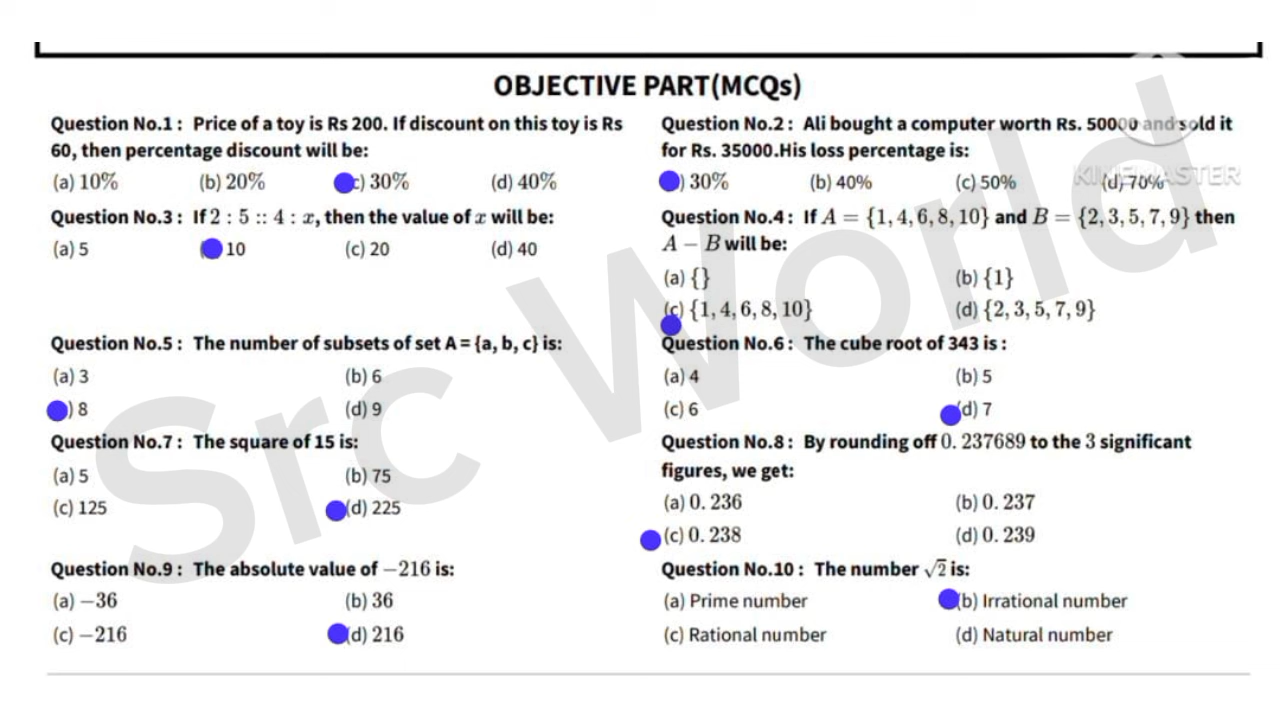 OBJECTIVE PART(MCQs)
Question No.1 : Price of a toy is Rs 200. If discount on this toy is Rs
60, then percentage discount will be:
(a) 10% (b) 20% c) 30% (d) 40%
Question No.2 : Ali bought a computer worth Rs. 50000 and sold it
for Rs. 35000.His loss percentage is:
) 30% (b) 40% (c) 50% (d) 70%
KINEMASTER
Question No.3 : If 2 : 5 :: 4 : x, then the value of x will be:
(a) 5 ( 10 (c) 20 (d) 40
Question No.4 : If A = {1, 4, 6, 8, 10} and B = {2, 3, 5, 7, 9} then
A − B will be:
(a) {} (b) {1}
(c) {1, 4, 6, 8, 10} (d) {2, 3, 5, 7, 9}
Question No.5 : The number of subsets of set A = {a, b, c} is:
(a) 3 (b) 6
) 8 (d) 9
Question No.6 : The cube root of 343 is :
(a) 4 (b) 5
(c) 6 (d) 7
Question No.7 : The square of 15 is:
(a) 5 (b) 75
(c) 125 (d) 225
Question No.8 : By rounding off 0. 237689 to the 3 significant
figures, we get:
(a) 0. 236 (b) 0. 237
(c) 0. 238 (d) 0. 239
Question No.9 : The absolute value of −216 is:
(a) −36 (b) 36
(c) −216 (d) 216
Question No.10 : The number √2 is:
(a) Prime number (b) Irrational number
(c) Rational number (d) Natural number
Src World